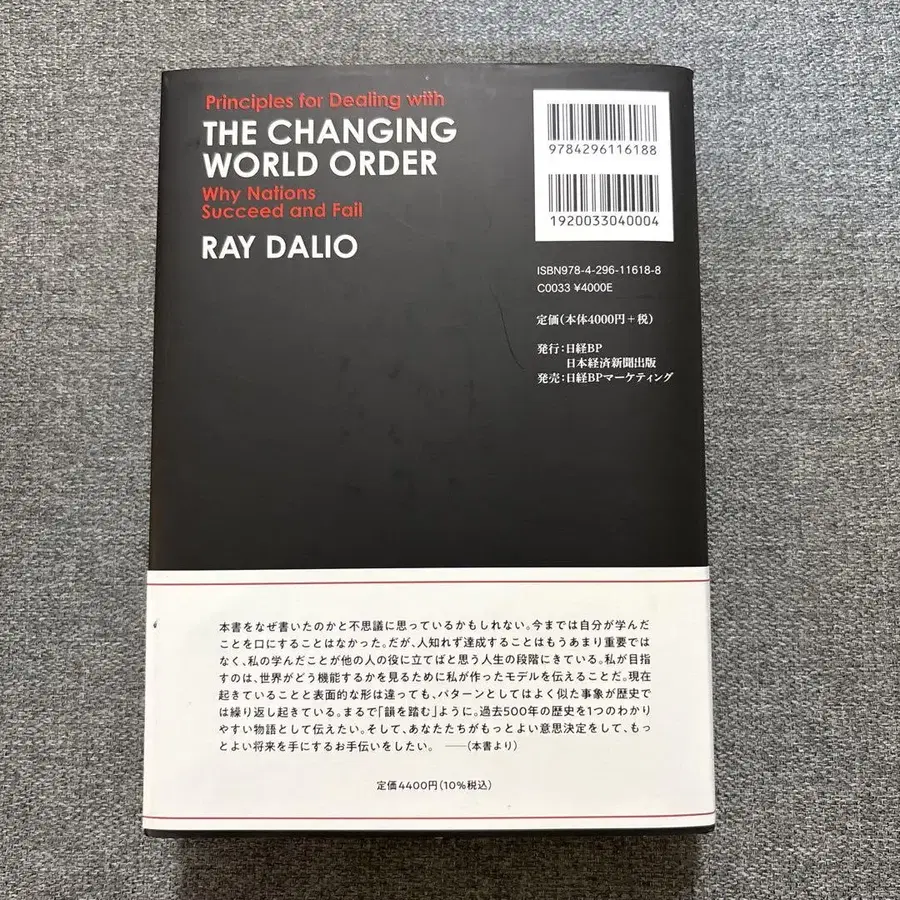 Principles for Dealing with
THE CHANGING
WORLD ORDER
Why Nations
Succeed and Fail
RAY DALIO
9784296116188
1920033040004
ISBN978-4-296-11618-8
C0033 ¥4000E
定価(本体4000円+税)
発行:日経BP
日本経済新聞出版
発売:日経BPマーケティング
本書をなぜ書いたのかと不思議に思っているかもしれない。今までは自分が学んだ
ことを口にすることはなかった。だが、人知れず達成することはもうあまり重要では
なく、私の学んだことが他の人の役に立てばと思う人生の段階にきている。私が目指
すのは、世界がどう機能するかを見るために私が作ったモデルを伝えることだ。現在
起きていることと表面的な形は違っても、パターンとしてはよく似た事象が歴史で
は繰り返し起きている。まるで「韻を踏む」ように。過去500年の歴史を1つのわかり
やすい物語として伝えたい。そして、あなたたちがもっとよい意思決定をして、もっ
とよい将来を手にするお手伝いをしたい。 ──(本書より)
定価4400円(10%税込)